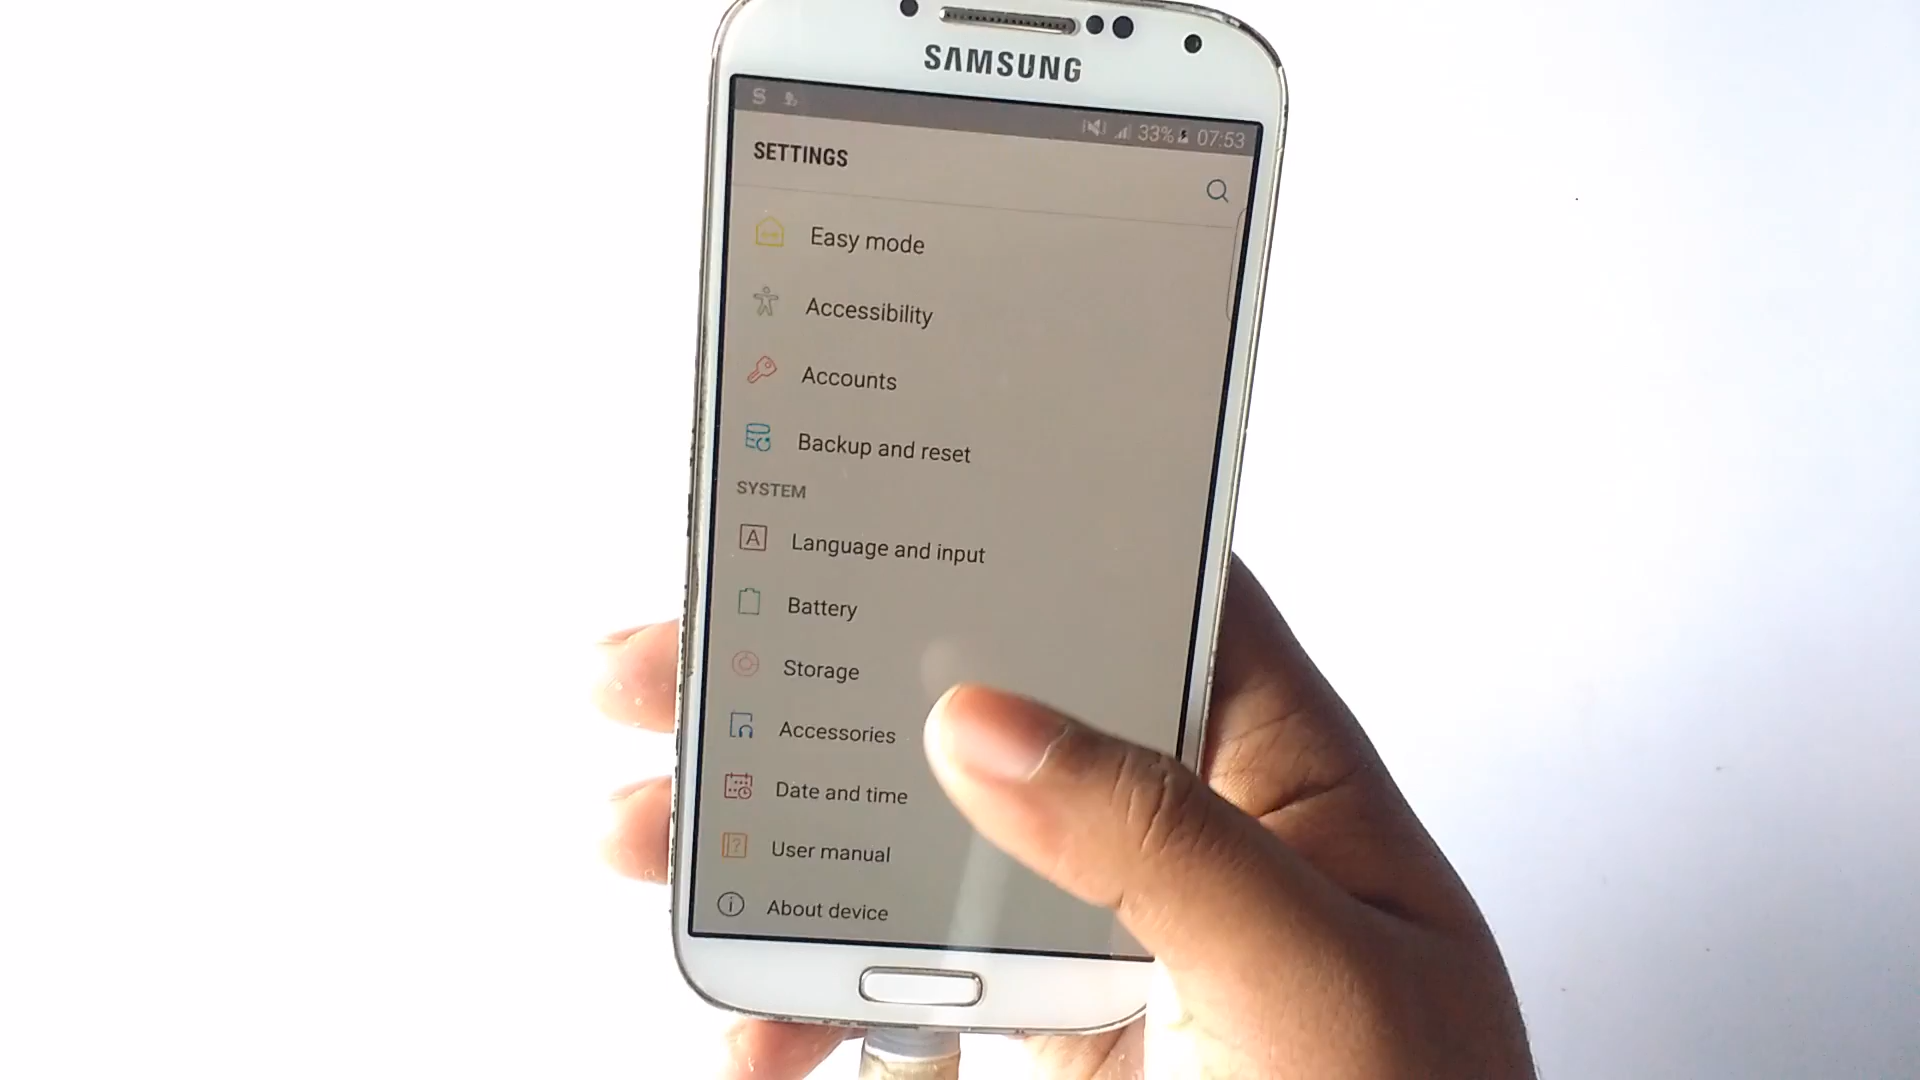 SAMSUNG
S
33% 07:53
SETTINGS
Easy mode
Accessibility
Accounts
Backup and reset
SYSTEM
A Language and input
Battery
Storage
Accessories
Date and time
? User manual
i About device